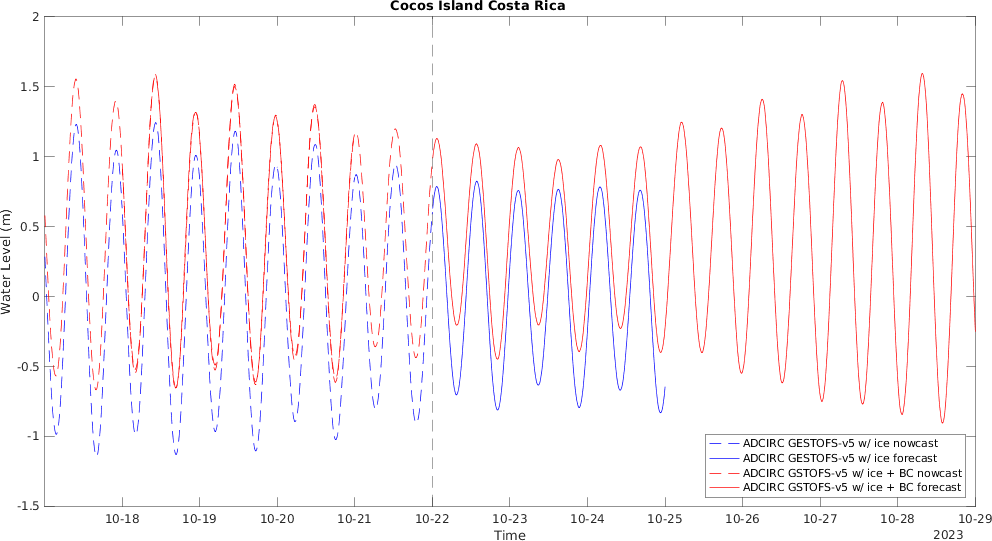 Cocos Island Costa Rica
2
1.5
1
0.5
0
-0.5
-1
-1.5
Water Level (m)
10-18 10-19 10-20 10-21 10-22 10-23 10-24 10-25 10-26 10-27 10-28 10-29
Time
2023
ADCIRC GESTOFS-v5 w/ ice nowcast
ADCIRC GESTOFS-v5 w/ ice forecast
ADCIRC GSTOFS-v5 w/ ice + BC nowcast
ADCIRC GSTOFS-v5 w/ ice + BC forecast